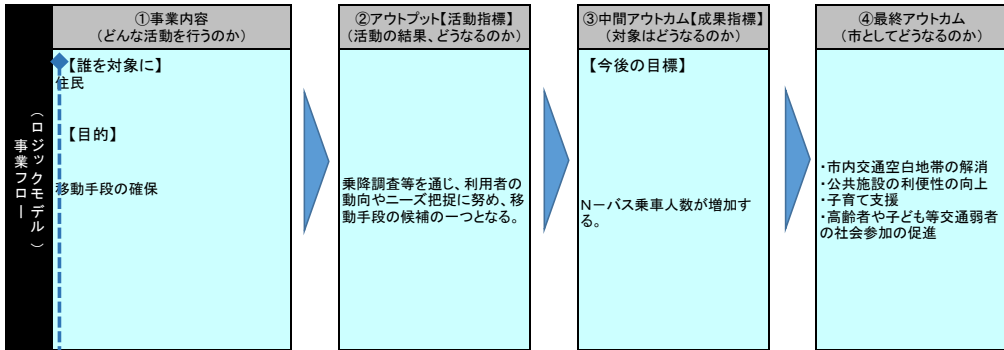 事業フロー
（ロジックモデル）
①事業内容
（どんな活動を行うのか）
【誰を対象に】
住民
【目的】
移動手段の確保
②アウトプット【活動指標】
（活動の結果、どうなるのか）
乗降調査等を通じ、利用者の
動向やニーズ把捉に努め、移
動手段の候補の一つとなる。
③中間アウトカム【成果指標】
（対象はどうなるのか）
【今後の目標】
N－バス乗車人数が増加す
る。
④最終アウトカム
（市としてどうなるのか）
・市内交通空白地帯の解消
・公共施設の利便性の向上
・子育て支援
・高齢者や子ども等交通弱者
の社会参加の促進